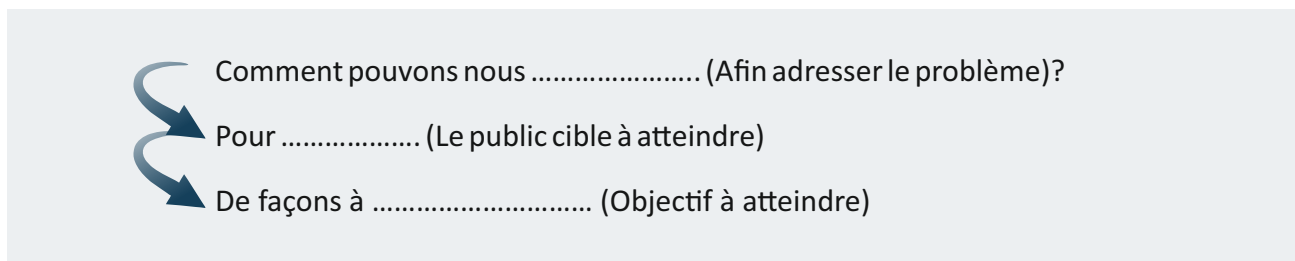 Comment pouvons nous ………………….. (Afin adresser le problème)?
Pour ………………. (Le public cible à atteindre)
De façons à ………………………… (Objectif à atteindre)